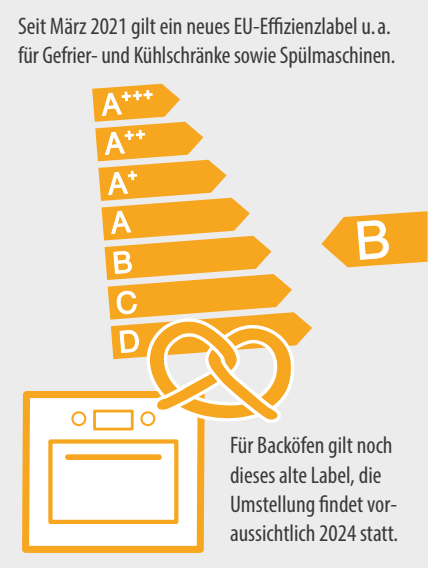 Seit März 2021 gilt ein neues EU-Effizienzlabel u. a.
für Gefrier- und Kühlschränke sowie Spülmaschinen.
A+++
A++
A+
A
B
B
C
D
Für Backöfen gilt noch
dieses alte Label, die
Umstellung findet vor-
aussichtlich 2024 statt.